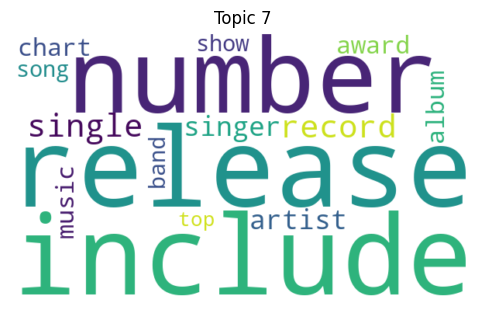 Topic 7
chart
show
award
song
number
album
single
singer
record
band
release
music
top
artist
include